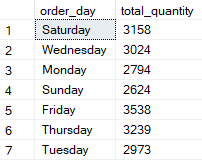 order_day total_quantity
1 Saturday 3158
2 Wednesday 3024
3 Monday 2794
4 Sunday 2624
5 Friday 3538
6 Thursday 3239
7 Tuesday 2973